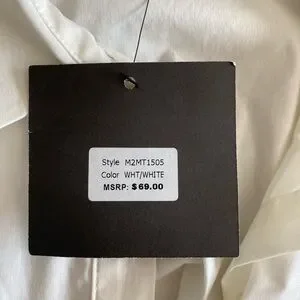 Style M2MT1505
Color WHT/WHITE
MSRP: $69.00